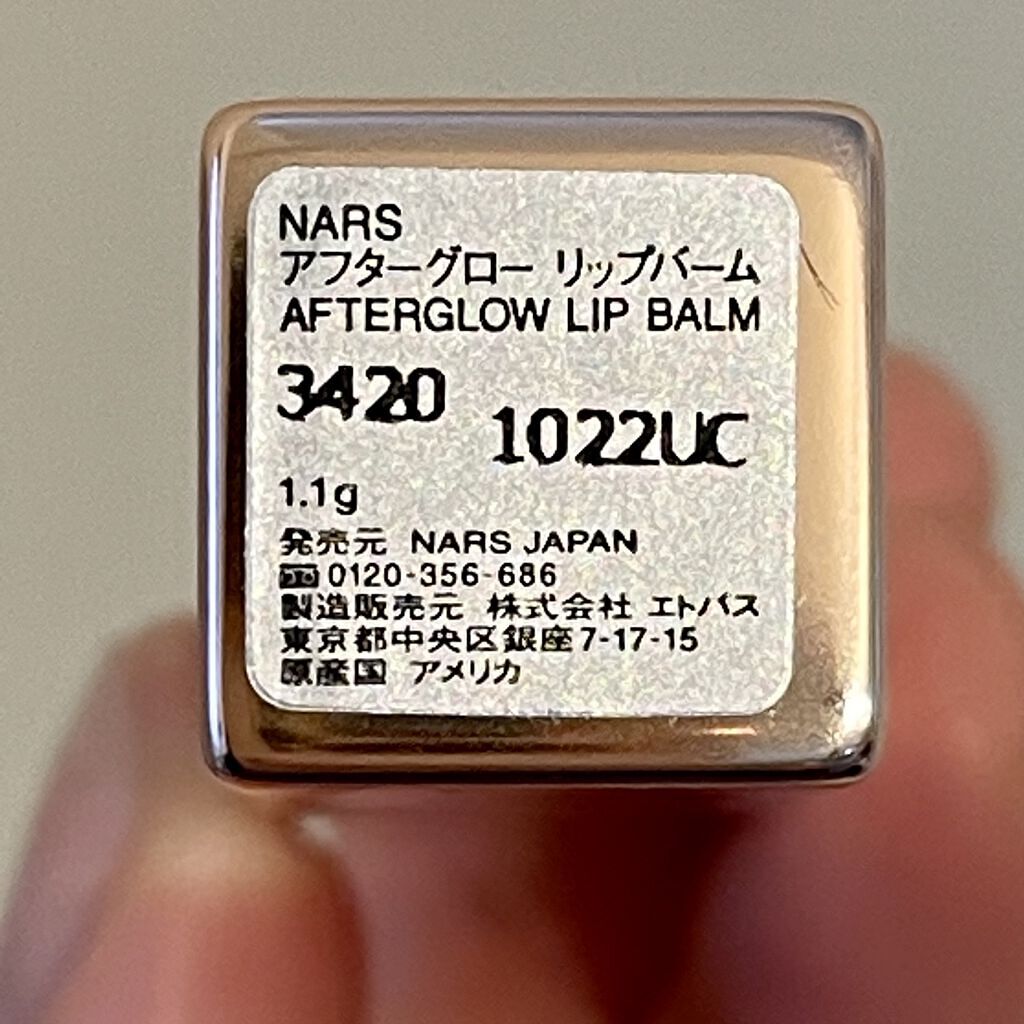 NARS
アフターグロー リップバーム
AFTERGLOW LIP BALM
3420
1022UC
1.1g
発売元 NARS JAPAN
0120-356-686
製造販売元 株式会社 エトバス
東京都中央区銀座7-17-15
原産国 アメリカ